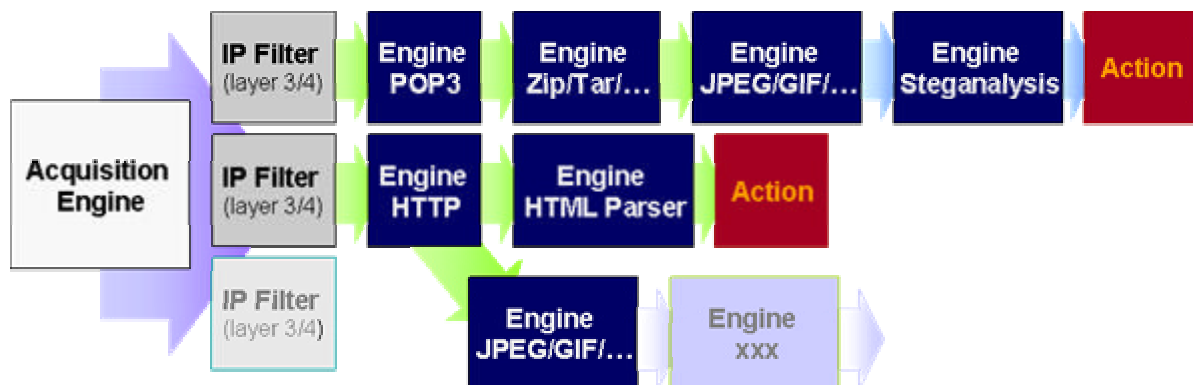 IP Filter
(layer 3/4)
Engine
POP3
Engine
Zip/Tar/...
Engine
JPEG/GIF/...
Engine
Steganalysis
Action
Acquisition
Engine
IP Filter
(layer 3/4)
Engine
HTTP
Engine
HTML Parser
Action
IP Filter
(layer 3/4)
Engine
JPEG/GIF/...
Engine
xxx